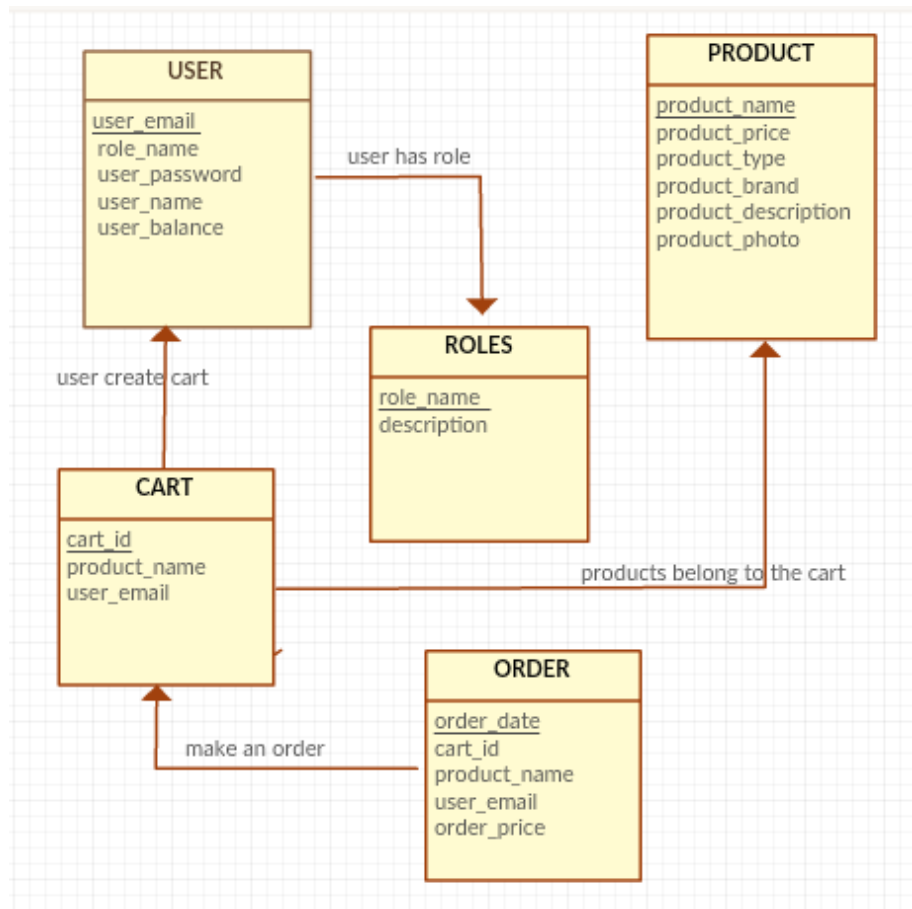 USER
user_email
role_name
user_password
user_name
user_balance
user has role
PRODUCT
product_name
product_price
product_type
product_brand
product_description
product_photo
ROLES
role_name
description
user create cart
CART
cart_id
product_name
user_email
products belong to the cart
ORDER
order_date
cart_id
product_name
user_email
order_price
make an order